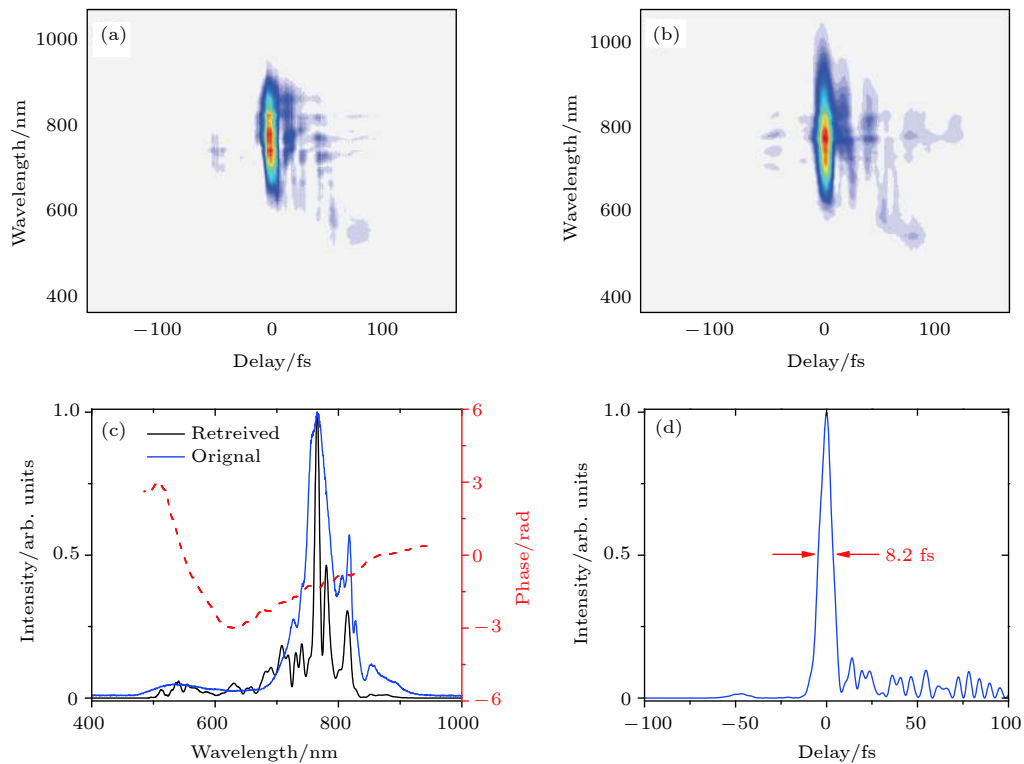 (a)
1000
800
600
400
Wavelength/nm
−100
0
100
Delay/fs
(b)
1000
800
600
400
Wavelength/nm
−100
0
100
Delay/fs
(c)
Retreived
Orignal
1.0
0.5
0
Intensity/arb. units
6
3
0
−3
−6
Phase/rad
400
600
800
1000
Wavelength/nm
(d)
1.0
0.5
0
Intensity/arb. units
8.2 fs
−100
−50
0
50
100
Delay/fs